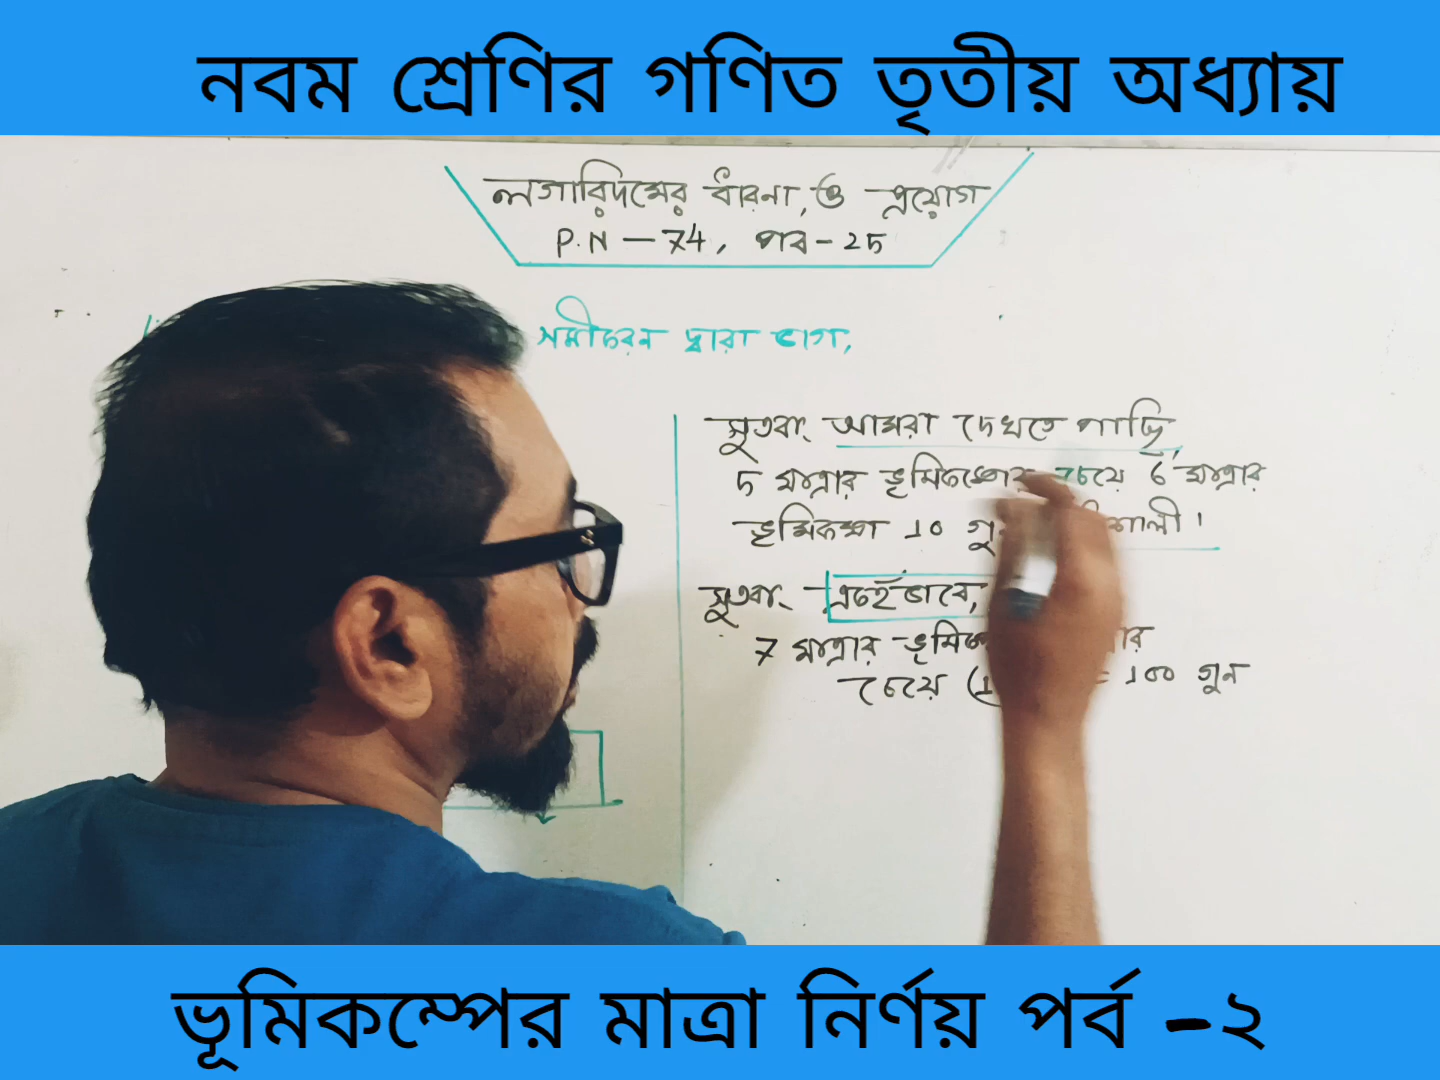 নবম শ্রেণির গণিত তৃতীয় অধ্যায়
লগারিদমের ধারনা, ও প্রয়োগ
P.N – 74, পাব - 25
সমীকরন দ্বারা ভাগ,
সুতরাং আমরা দেখতে পাচ্ছি,
5 মাত্রার ভূমিকম্পের চেয়ে 6 মাত্রার
ভূমিকম্প 10
সুতরাং একইভাবে,
7 মাত্রার
চেয়ে = 100 গুন
ভূমিকম্পের মাত্রা নির্ণয় পর্ব -২